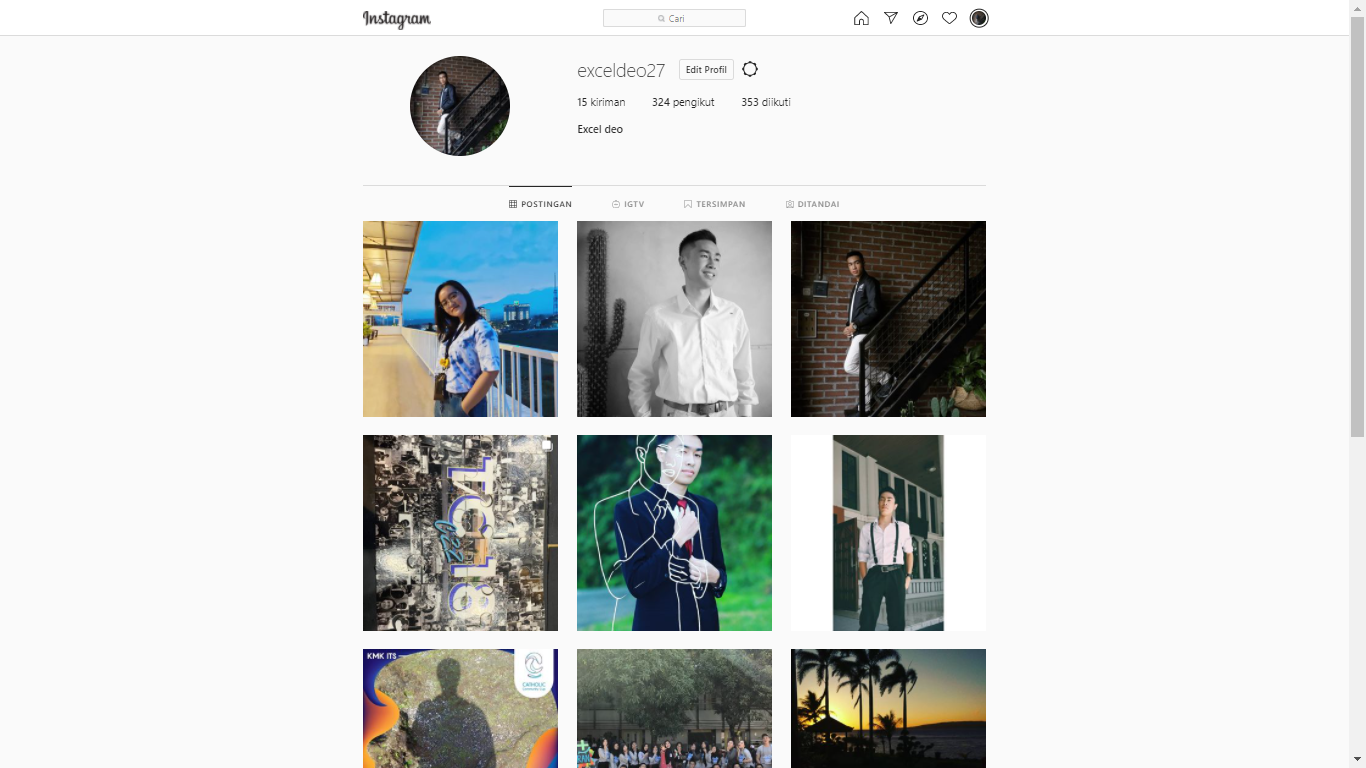 Instagram
Cari
exceldeo27
Edit Profil
15 kiriman 324 pengikut 353 diikuti
Excel deo
POSTINGAN IGTV TERSIMPAN DITANDAI
KMK ITS
CATHOLIC